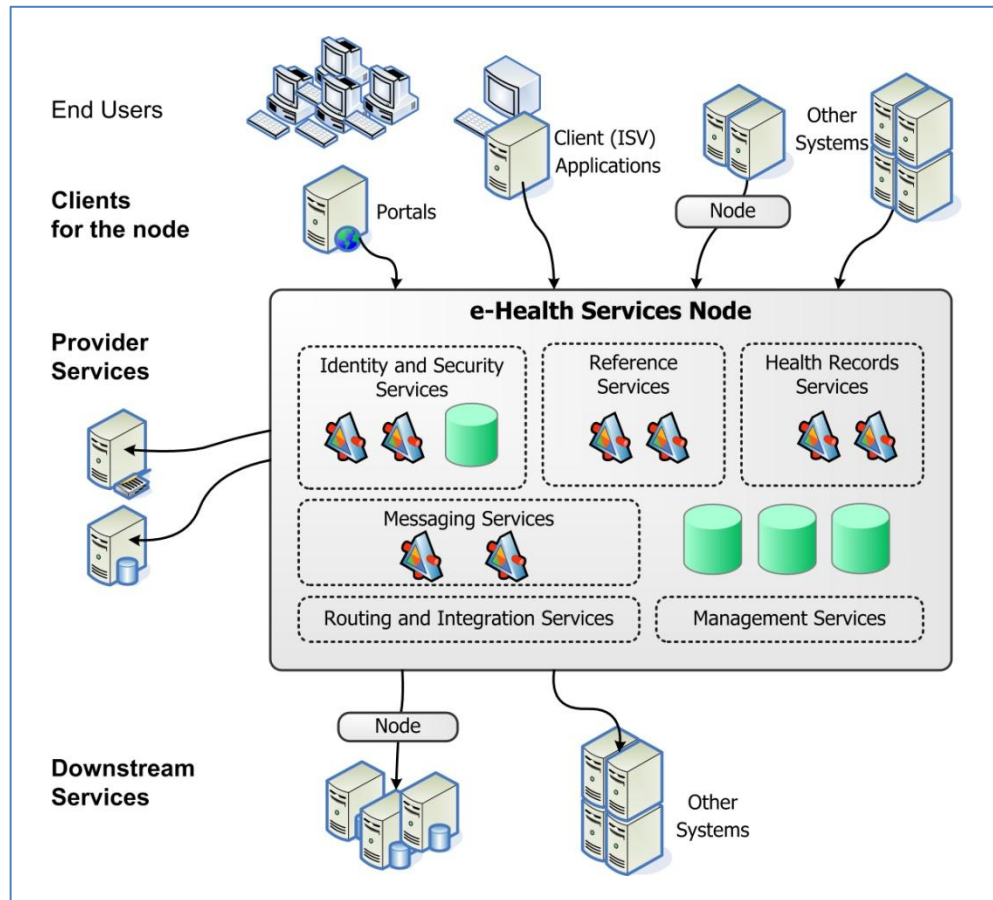 End Users
Client (ISV)
Applications
Other
Systems
Clients
for the node
Portals
Node
e-Health Services Node
Provider
Services
Identity and Security
Services
Reference
Services
Health Records
Services
Messaging Services
Routing and Integration Services
Management Services
Node
Downstream
Services
Other
Systems